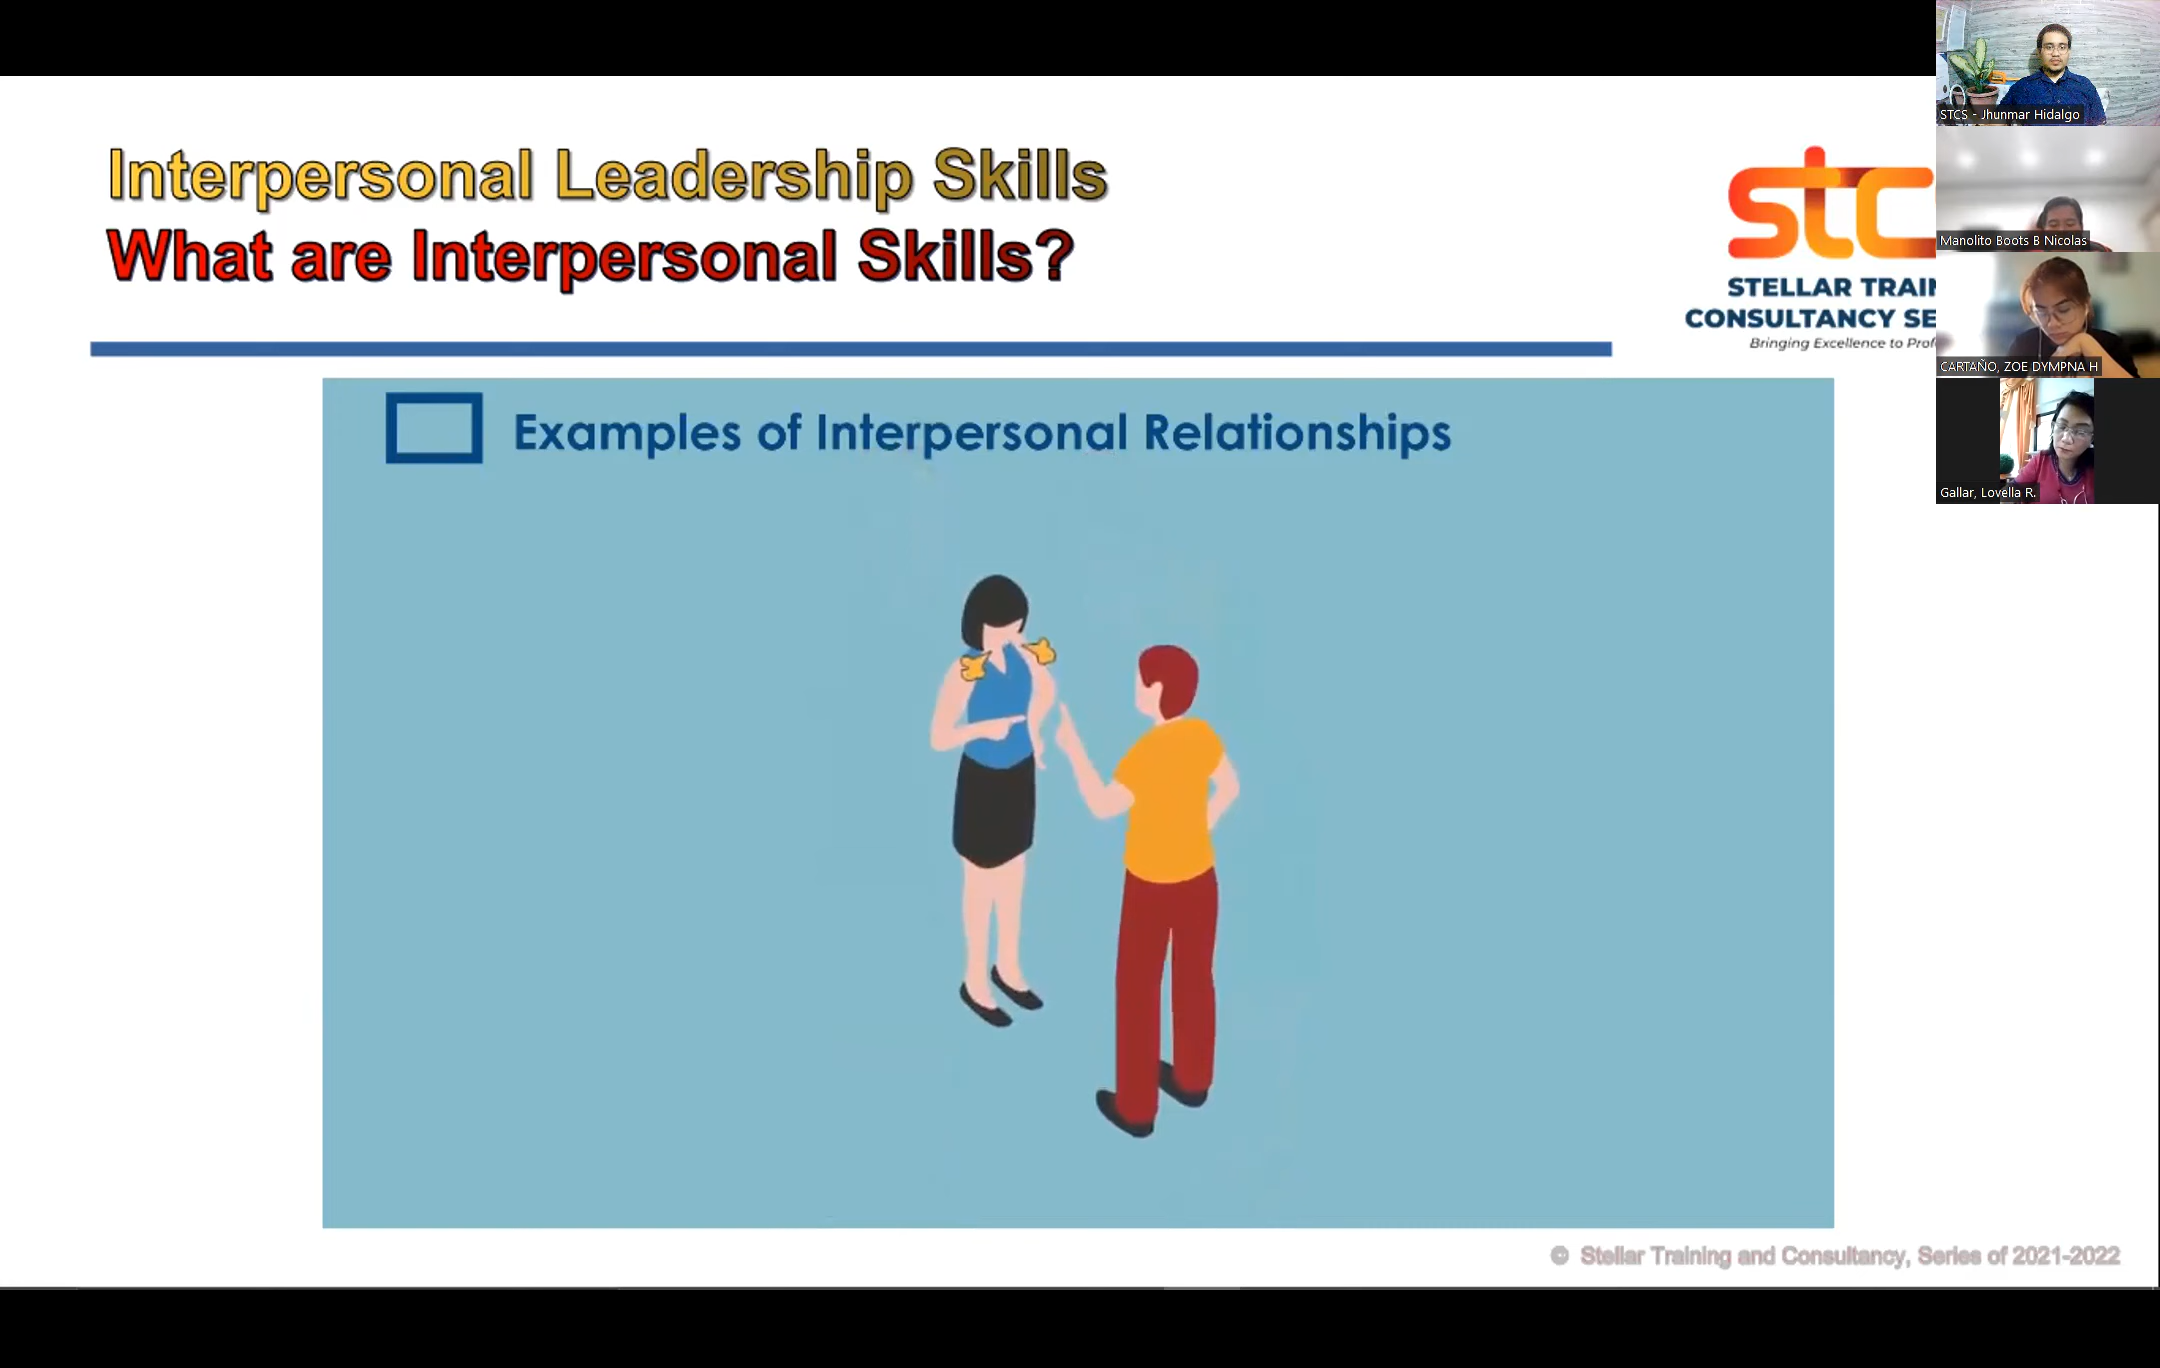 Interpersonal Leadership Skills
What are Interpersonal Skills?
stc
STELLAR TRAI
CONSULTANCY SE
Bringing Excellence to
Examples of Interpersonal Relationships
STCS - Jhunmar Hidalgo
Manolito Boots B Nicolas
CARTAÑO, ZOE DYMPNA H
Gallar, Lovella R.
© Stellar Training and Consultancy, Series of 2021-2022